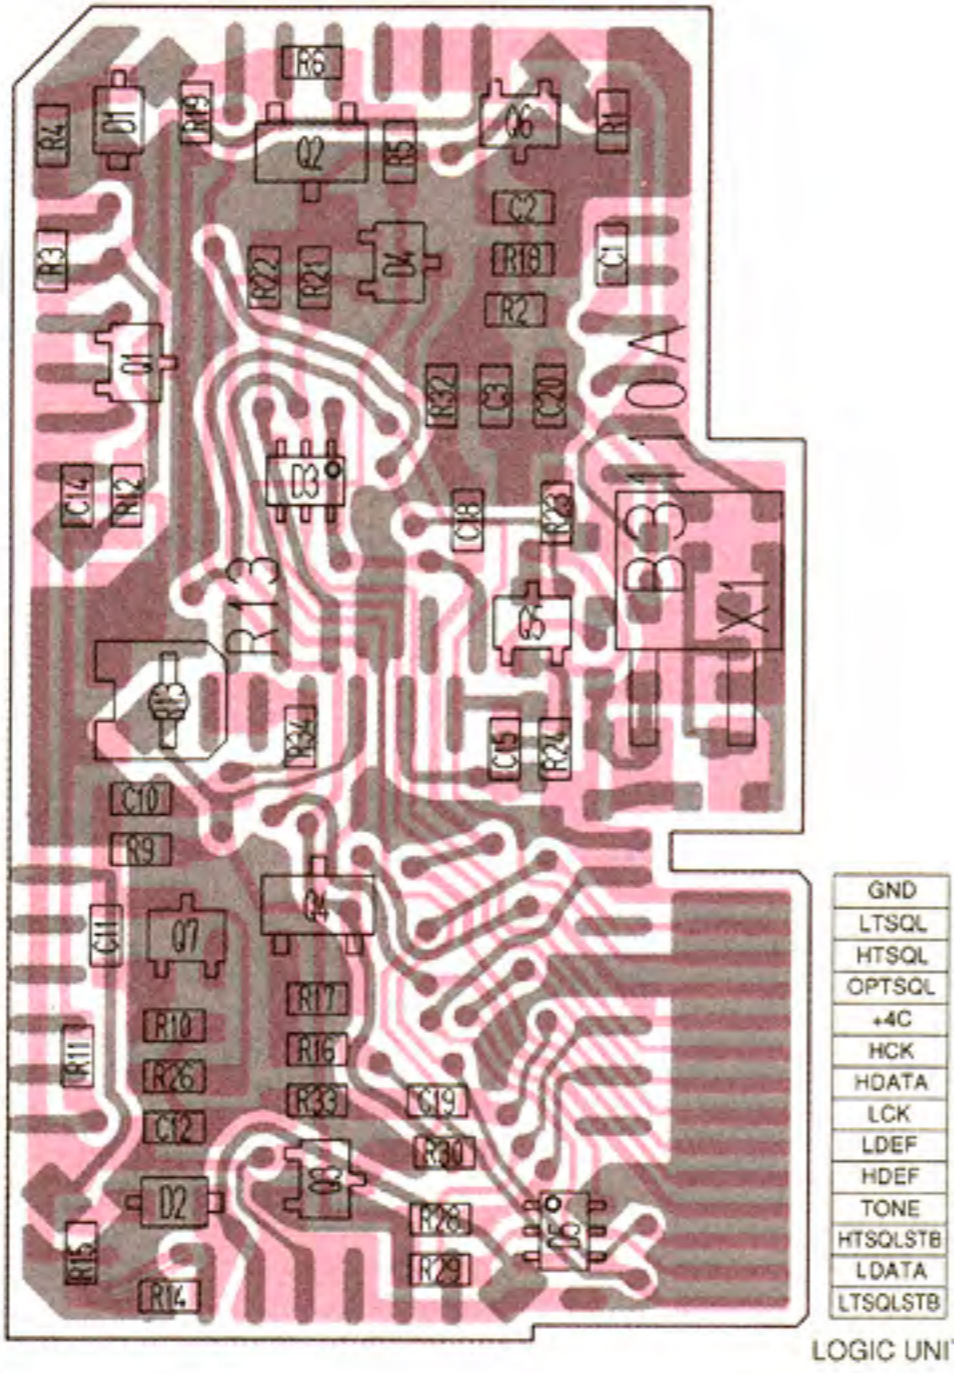 R6
R4
D1
R19
Q2
R5
Q6
R1
C2
R3
R22
R21
D4
R18
C1
R2
Q1
R32
C3
C20
B3110A
C14
R12
D3
C18
R23
R13
X1
R34
C15
R24
C10
R9
C11
Q7
Q4
R17
R10
R16
R11
R26
R33
C19
C12
R30
Q3
D2
R28
D5
R15
R29
R14
GND
LTSQL
HTSQL
OPTSQL
+4C
HCK
HDATA
LCK
LDEF
HDEF
TONE
HTSQLSTB
LDATA
LTSQLSTB
LOGIC UNI